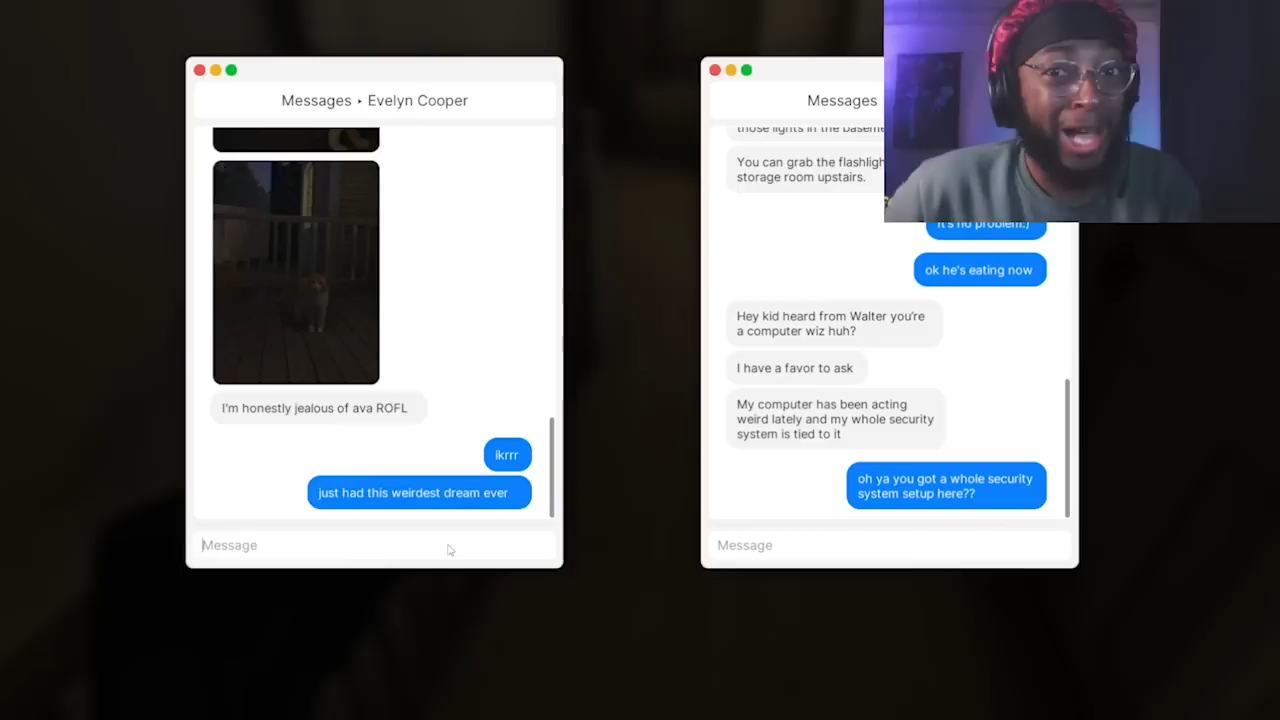 Messages ▸ Evelyn Cooper
I'm honestly jealous of ava ROFL
ikrrr
just had this weirdest dream ever
Message
Messages
those lights in the baseme
You can grab the flashligh
storage room upstairs.
it's no problem:)
ok he's eating now
Hey kid heard from Walter you're
a computer wiz huh?
I have a favor to ask
My computer has been acting
weird lately and my whole security
system is tied to it
oh ya you got a whole security
system setup here??
Message